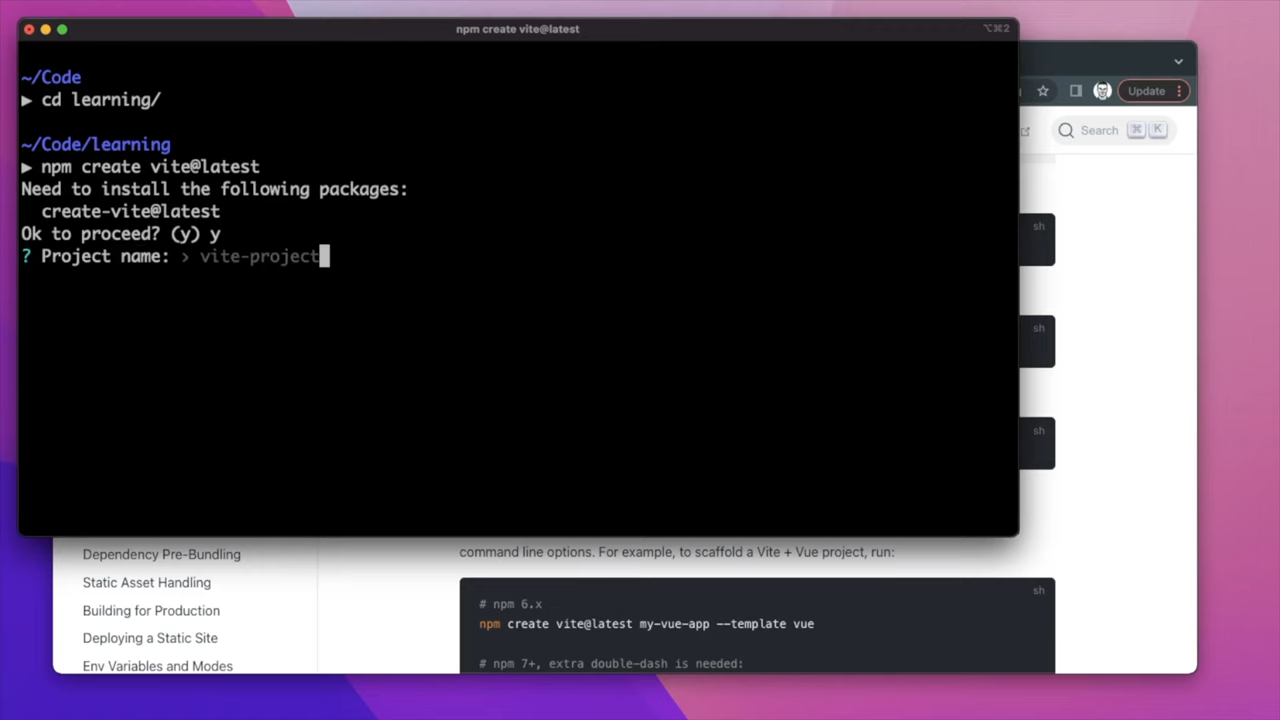 npm create vite@latest
⌥⌘2
~/Code
▶ cd learning/
~/Code/learning
▶ npm create vite@latest
Need to install the following packages:
create-vite@latest
Ok to proceed? (y) y
? Project name: › vite-project
Update
Search ⌘ K
sh
sh
sh
Dependency Pre-Bundling
Static Asset Handling
Building for Production
Deploying a Static Site
Env Variables and Modes
command line options. For example, to scaffold a Vite + Vue project, run:
sh
# npm 6.x
npm create vite@latest my-vue-app --template vue
# npm 7+, extra double-dash is needed: